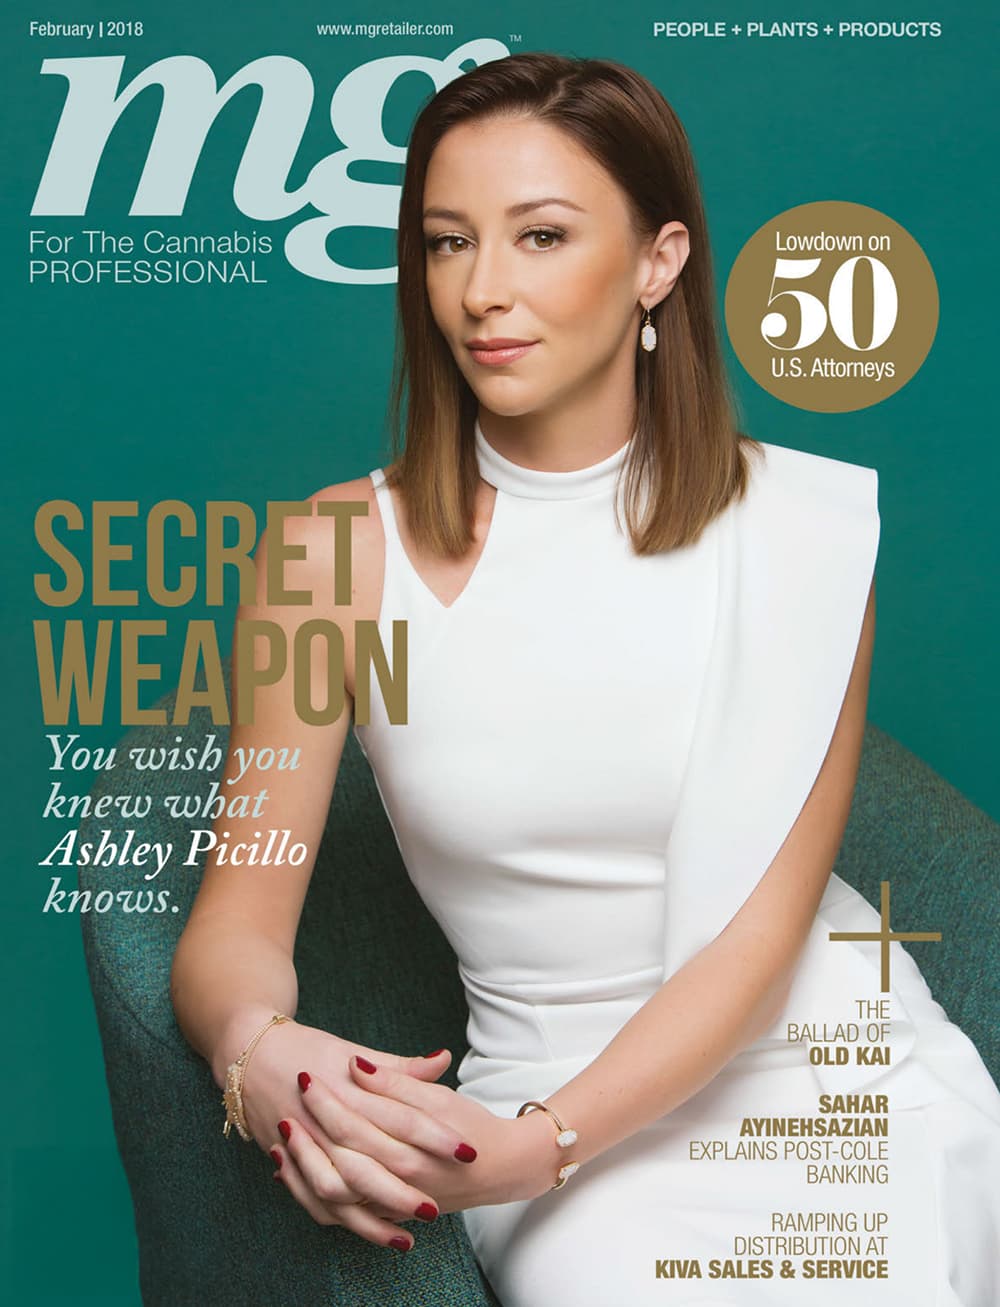 February | 2018
www.mgretailer.com
PEOPLE + PLANTS + PRODUCTS
mg™
For The Cannabis
PROFESSIONAL
Lowdown on
50
U.S. Attorneys
SECRET
WEAPON
You wish you
knew what
Ashley Picillo
knows.
+
THE
BALLAD OF
OLD KAI
SAHAR
AYINEHSAZIAN
EXPLAINS POST-COLE
BANKING
RAMPING UP
DISTRIBUTION AT
KIVA SALES & SERVICE